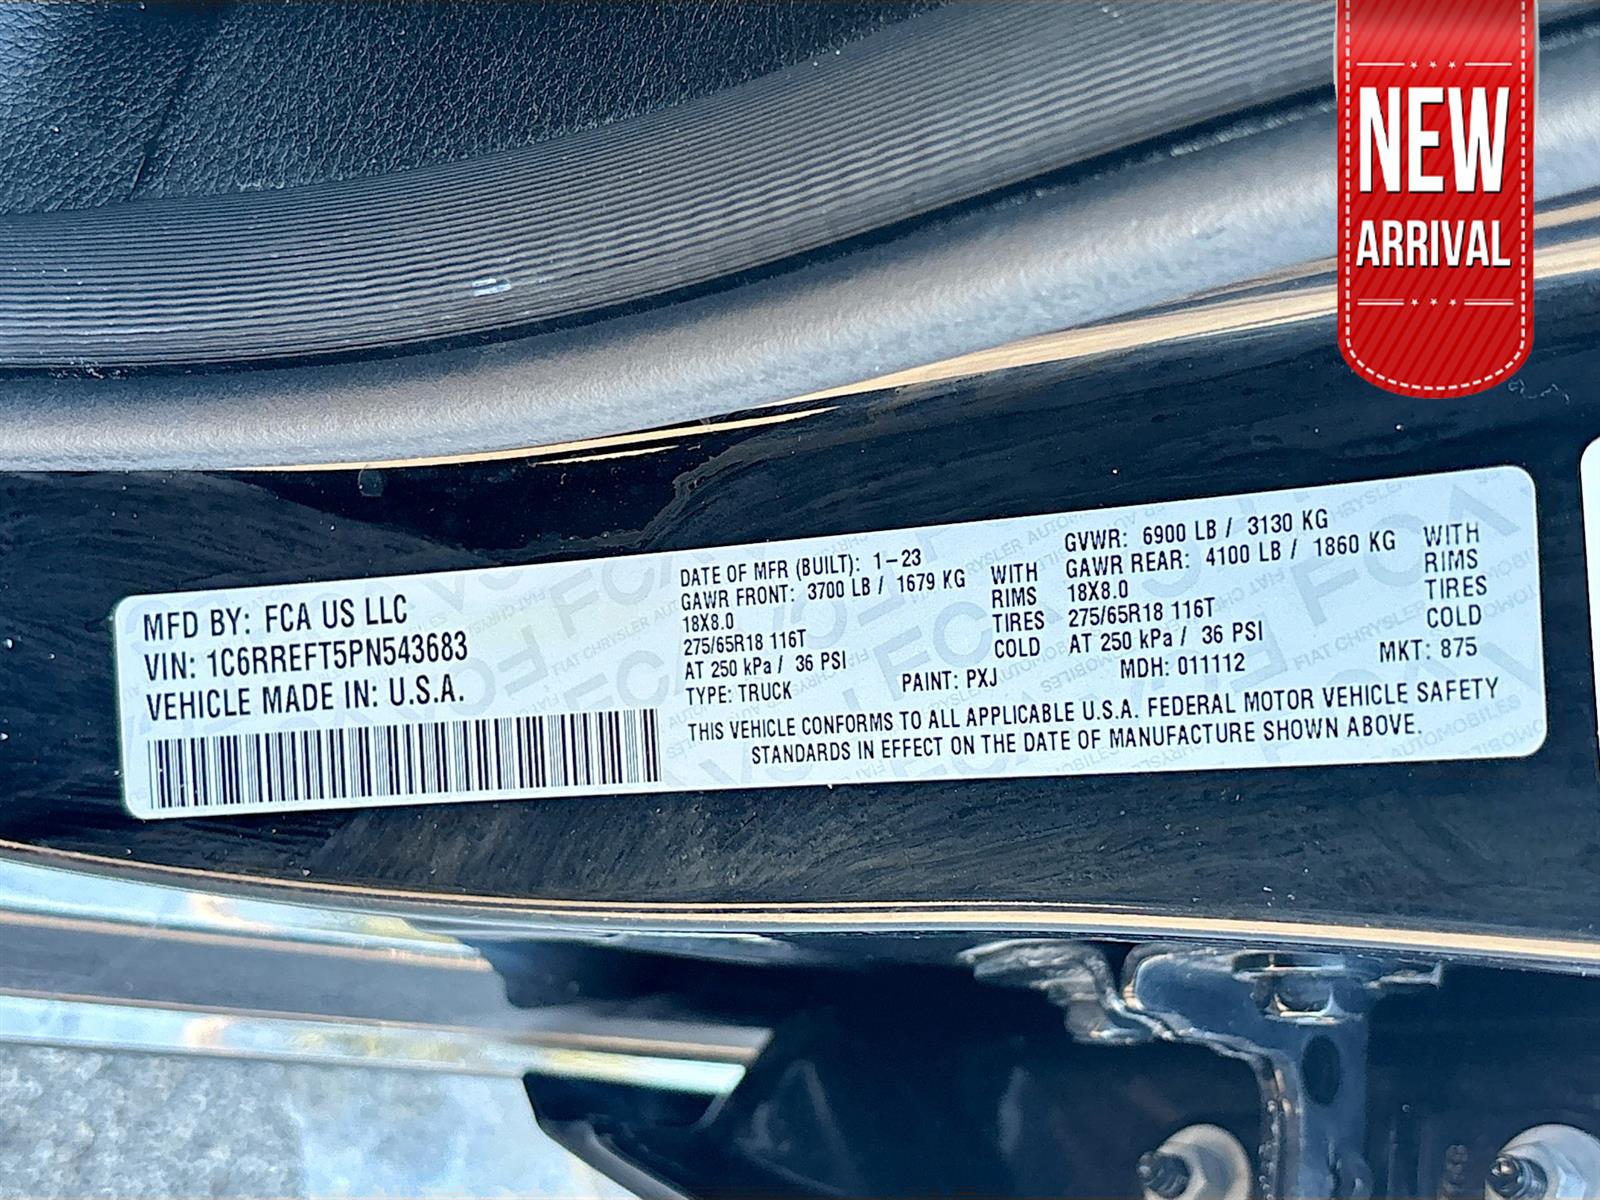 NEW
ARRIVAL
MFD BY: FCA US LLC
VIN: 1C6RREFT5PN543683
VEHICLE MADE IN: U.S.A.
DATE OF MFR (BUILT): 1-23
GAWR FRONT: 3700 LB / 1679 KG WITH
18X8.0 RIMS
275/65R18 116T TIRES
AT 250 kPa / 36 PSI COLD
TYPE: TRUCK
PAINT: PXJ
GVWR: 6900 LB / 3130 KG
GAWR REAR: 4100 LB / 1860 KG WITH
18X8.0 RIMS
275/65R18 116T TIRES
AT 250 kPa / 36 PSI COLD
MDH: 011112
MKT: 875
THIS VEHICLE CONFORMS TO ALL APPLICABLE U.S.A. FEDERAL MOTOR VEHICLE SAFETY
STANDARDS IN EFFECT ON THE DATE OF MANUFACTURE SHOWN ABOVE.